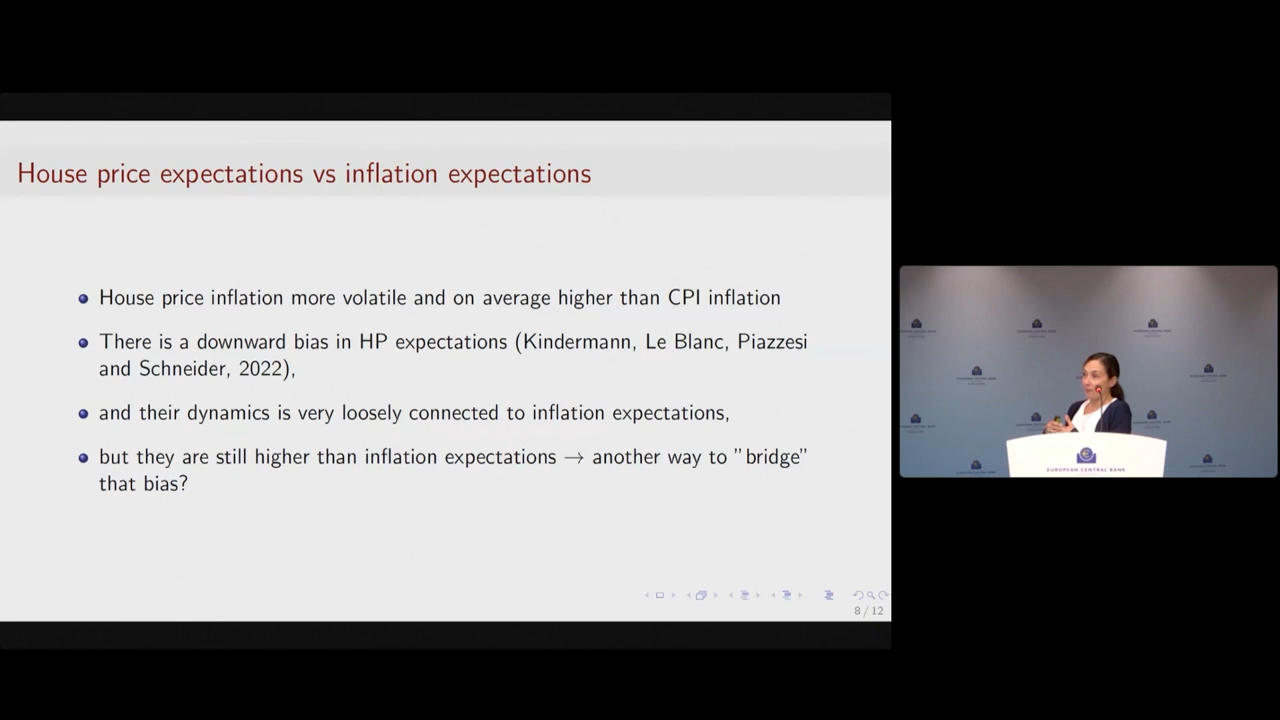 House price expectations vs inflation expectations
House price inflation more volatile and on average higher than CPI inflation
There is a downward bias in HP expectations (Kindermann, Le Blanc, Piazzesi
and Schneider, 2022),
and their dynamics is very loosely connected to inflation expectations,
but they are still higher than inflation expectations → another way to "bridge"
that bias?
8 / 12
EUROPEAN CENTRAL BANK